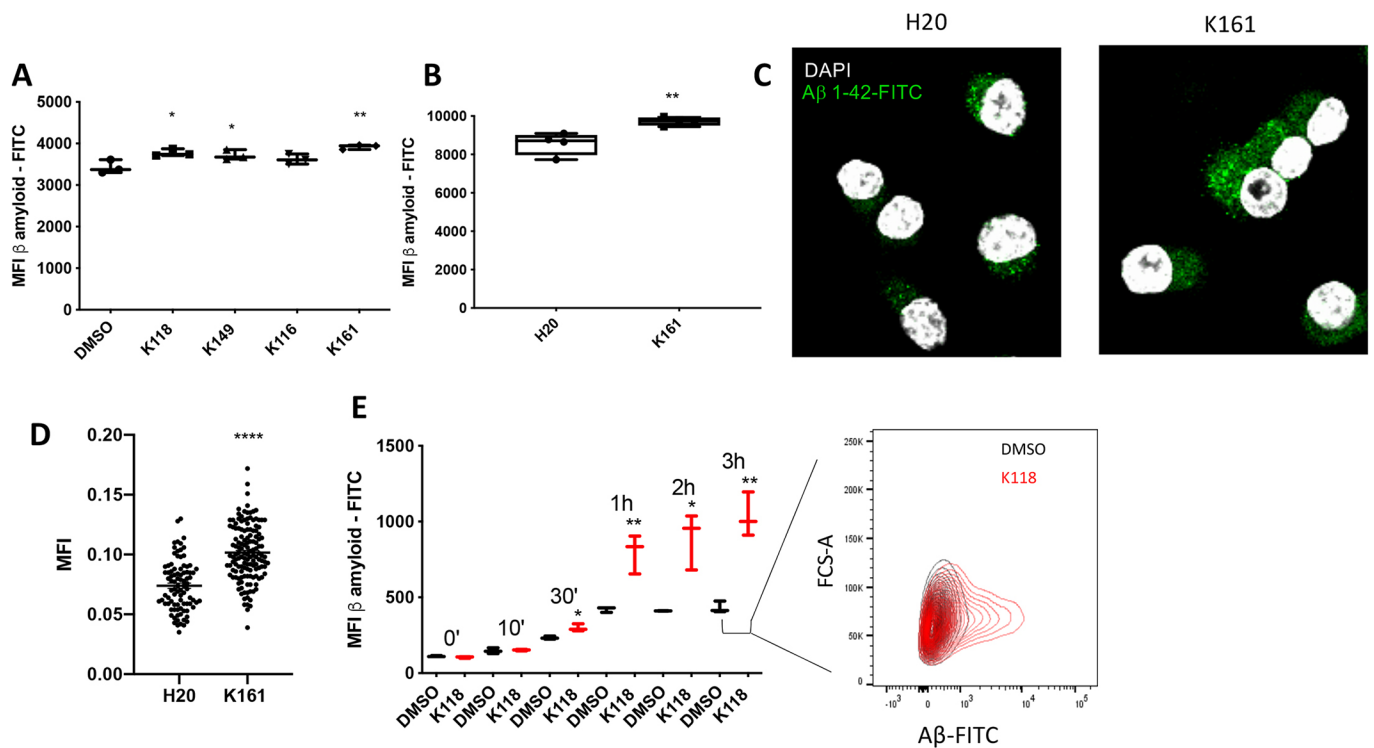 A
MFI β amyloid - FITC
5000
4000
3000
2000
1000
0
*
*
**
DMSO
K118
K149
K116
K161
B
MFI β amyloid - FITC
10000
8000
6000
4000
2000
0
**
H20
K161
C
H20
K161
DAPI
Aβ 1-42-FITC
D
MFI
0.20
0.15
0.10
0.05
0.00
****
H20
K161
E
MFI β amyloid - FITC
1500
1000
500
0
0'
10'
30'
*
1h
**
2h
*
3h
**
DMSO
K118
DMSO
K118
DMSO
K118
DMSO
K118
DMSO
K118
DMSO
K118
DMSO
K118
FCS-A
250K
200K
150K
100K
50K
0
-10³
0
10³
10⁴
10⁵
Aβ-FITC